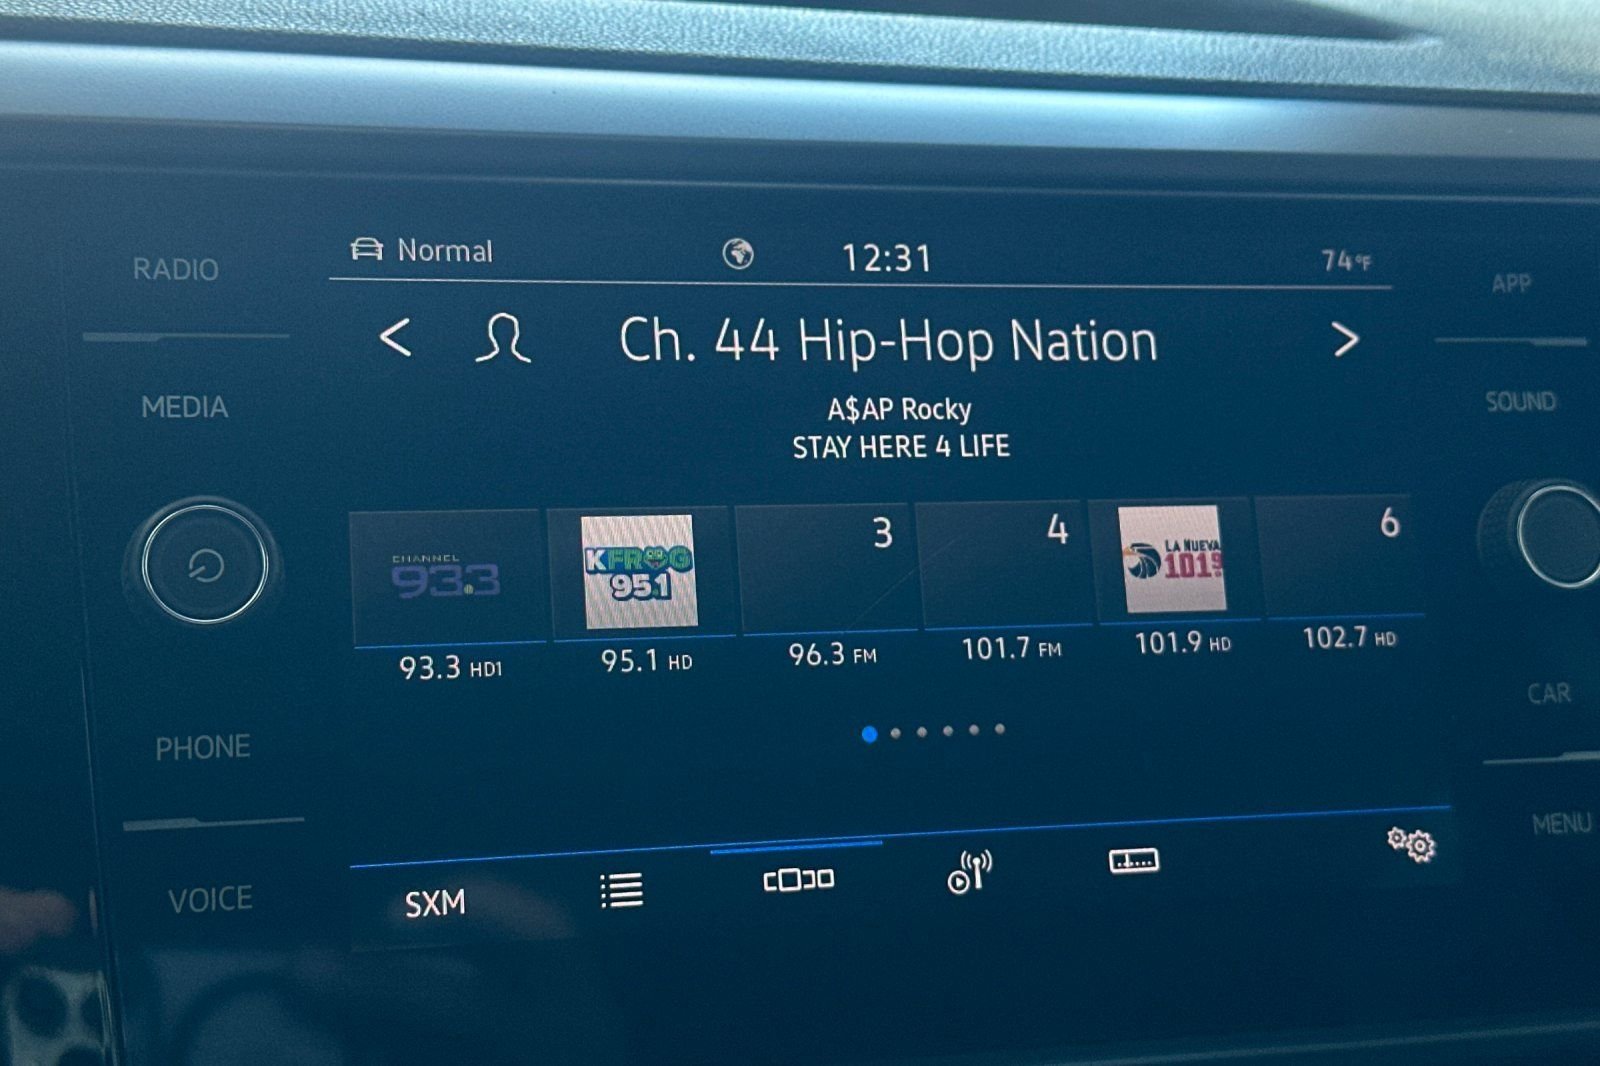 RADIO
MEDIA
PHONE
VOICE
Normal
12:31
74°F
Ch. 44 Hip-Hop Nation
A$AP Rocky
STAY HERE 4 LIFE
CHANNEL
93.3
KFROG
95.1
3
4
LA NUEVA
101.9
6
93.3 HD1
95.1 HD
96.3 FM
101.7 FM
101.9 HD
102.7 HD
SXM
APP
SOUND
CAR
MENU